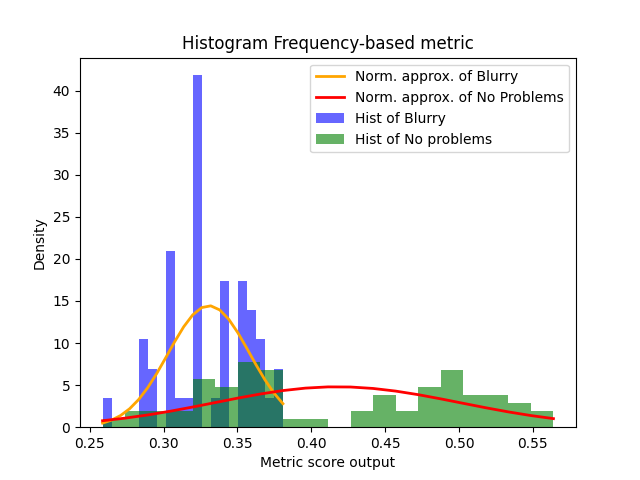 Histogram Frequency-based metric
Norm. approx. of Blurry
Norm. approx. of No Problems
Hist of Blurry
Hist of No problems
Density
40
35
30
25
20
15
10
5
0
0.25 0.30 0.35 0.40 0.45 0.50 0.55
Metric score output